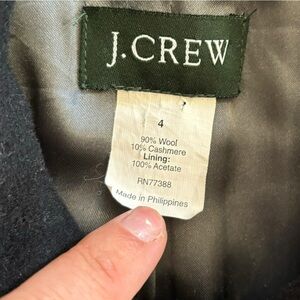 J.CREW
4
90% Wool
10% Cashmere
Lining:
100% Acetate
RN77388
Made in Philippines